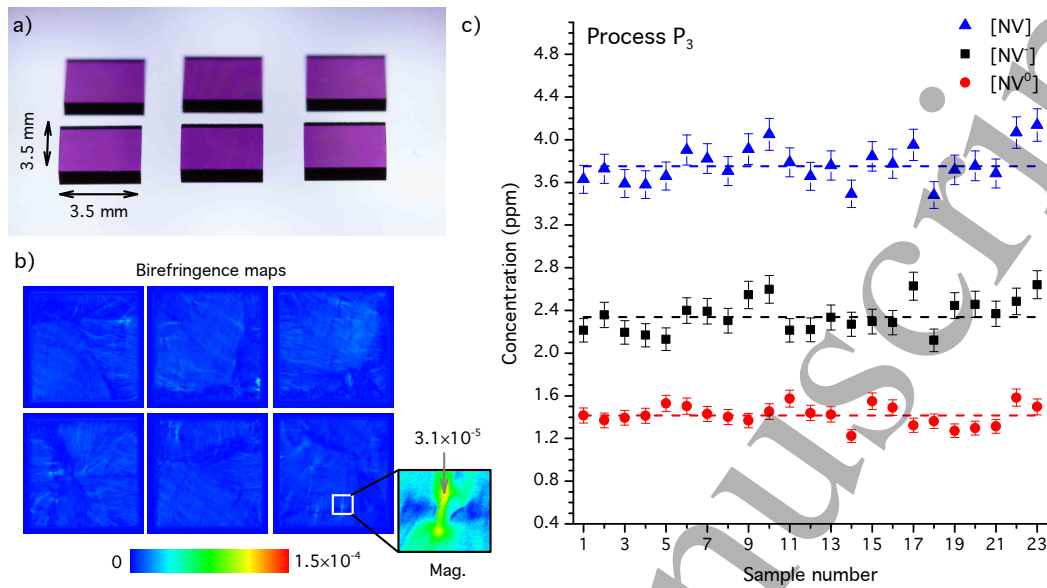 a)
3.5 mm
3.5 mm
b)
Birefringence maps
3.1×10⁻⁵
0
1.5×10⁻⁴
Mag.
c)
Process P₃
[NV]
[NV⁻]
[NV⁰]
Concentration (ppm)
4.8
4.4
4.0
3.6
3.2
2.8
2.4
2.0
1.6
1.2
0.8
0.4
1 3 5 7 9 11 13 15 17 19 21 23
Sample number
nuscrip